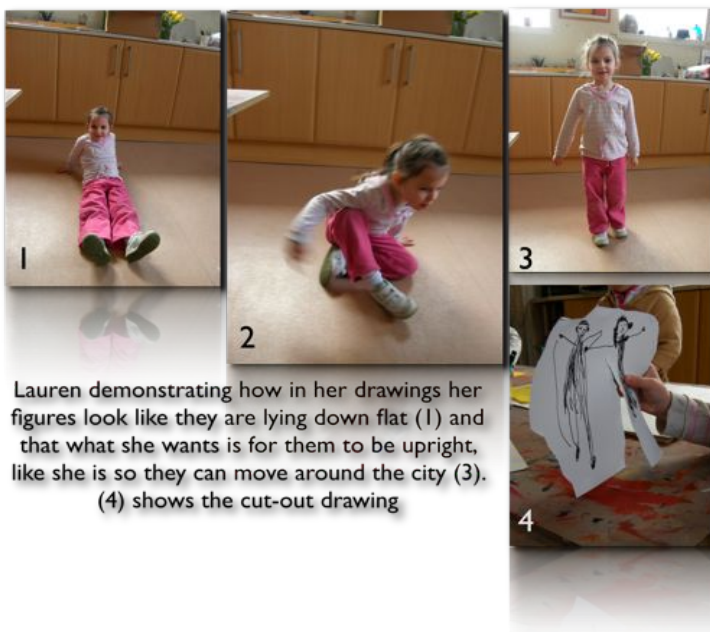 1
2
3
4
Lauren demonstrating how in her drawings her
figures look like they are lying down flat (1) and
that what she wants is for them to be upright,
like she is so they can move around the city (3).
(4) shows the cut-out drawing